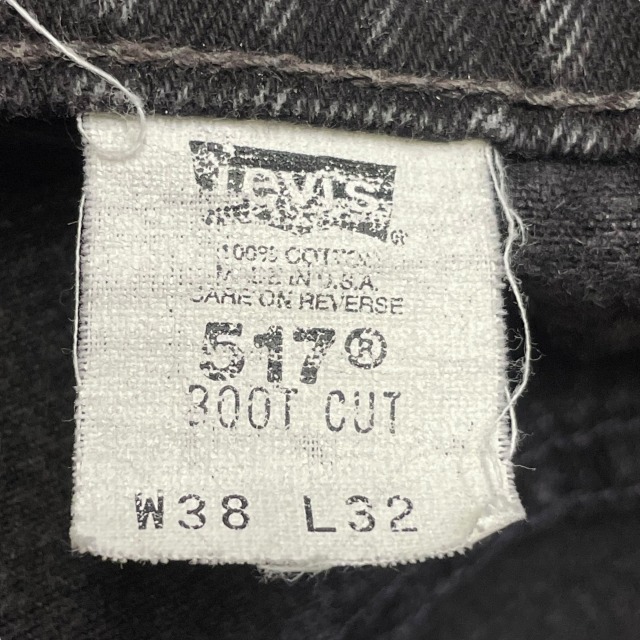 Levi's
®
100% COTTON
MADE IN U.S.A
CARE ON REVERSE
517®
BOOT CUT
W38 L32